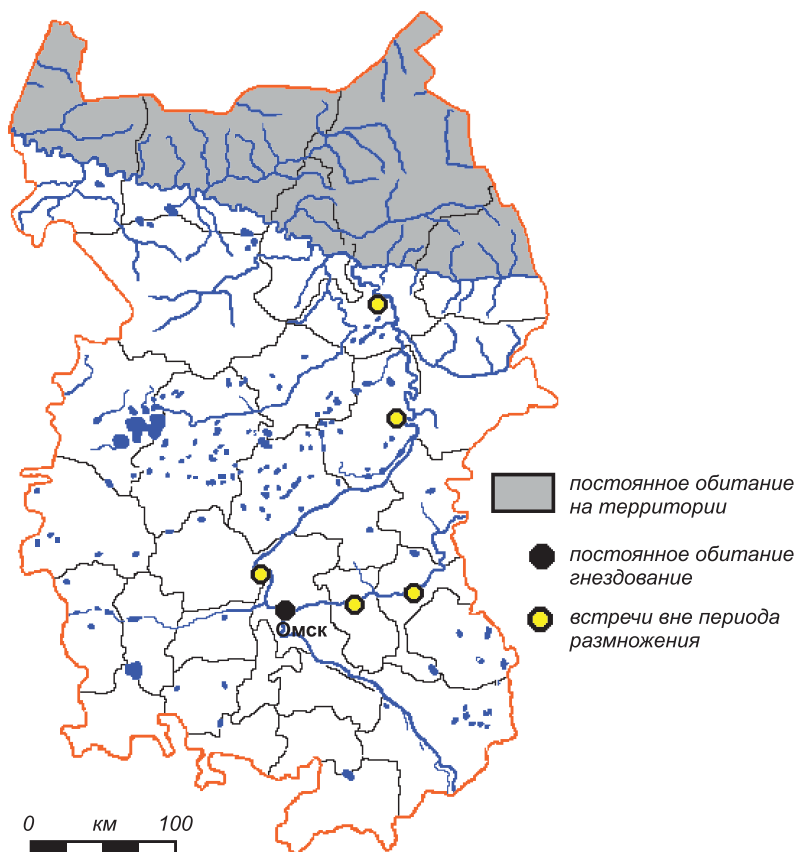 постоянное обитание
на территории
постоянное обитание
гнездование
встречи вне периода
размножения
Омск
0 км 100